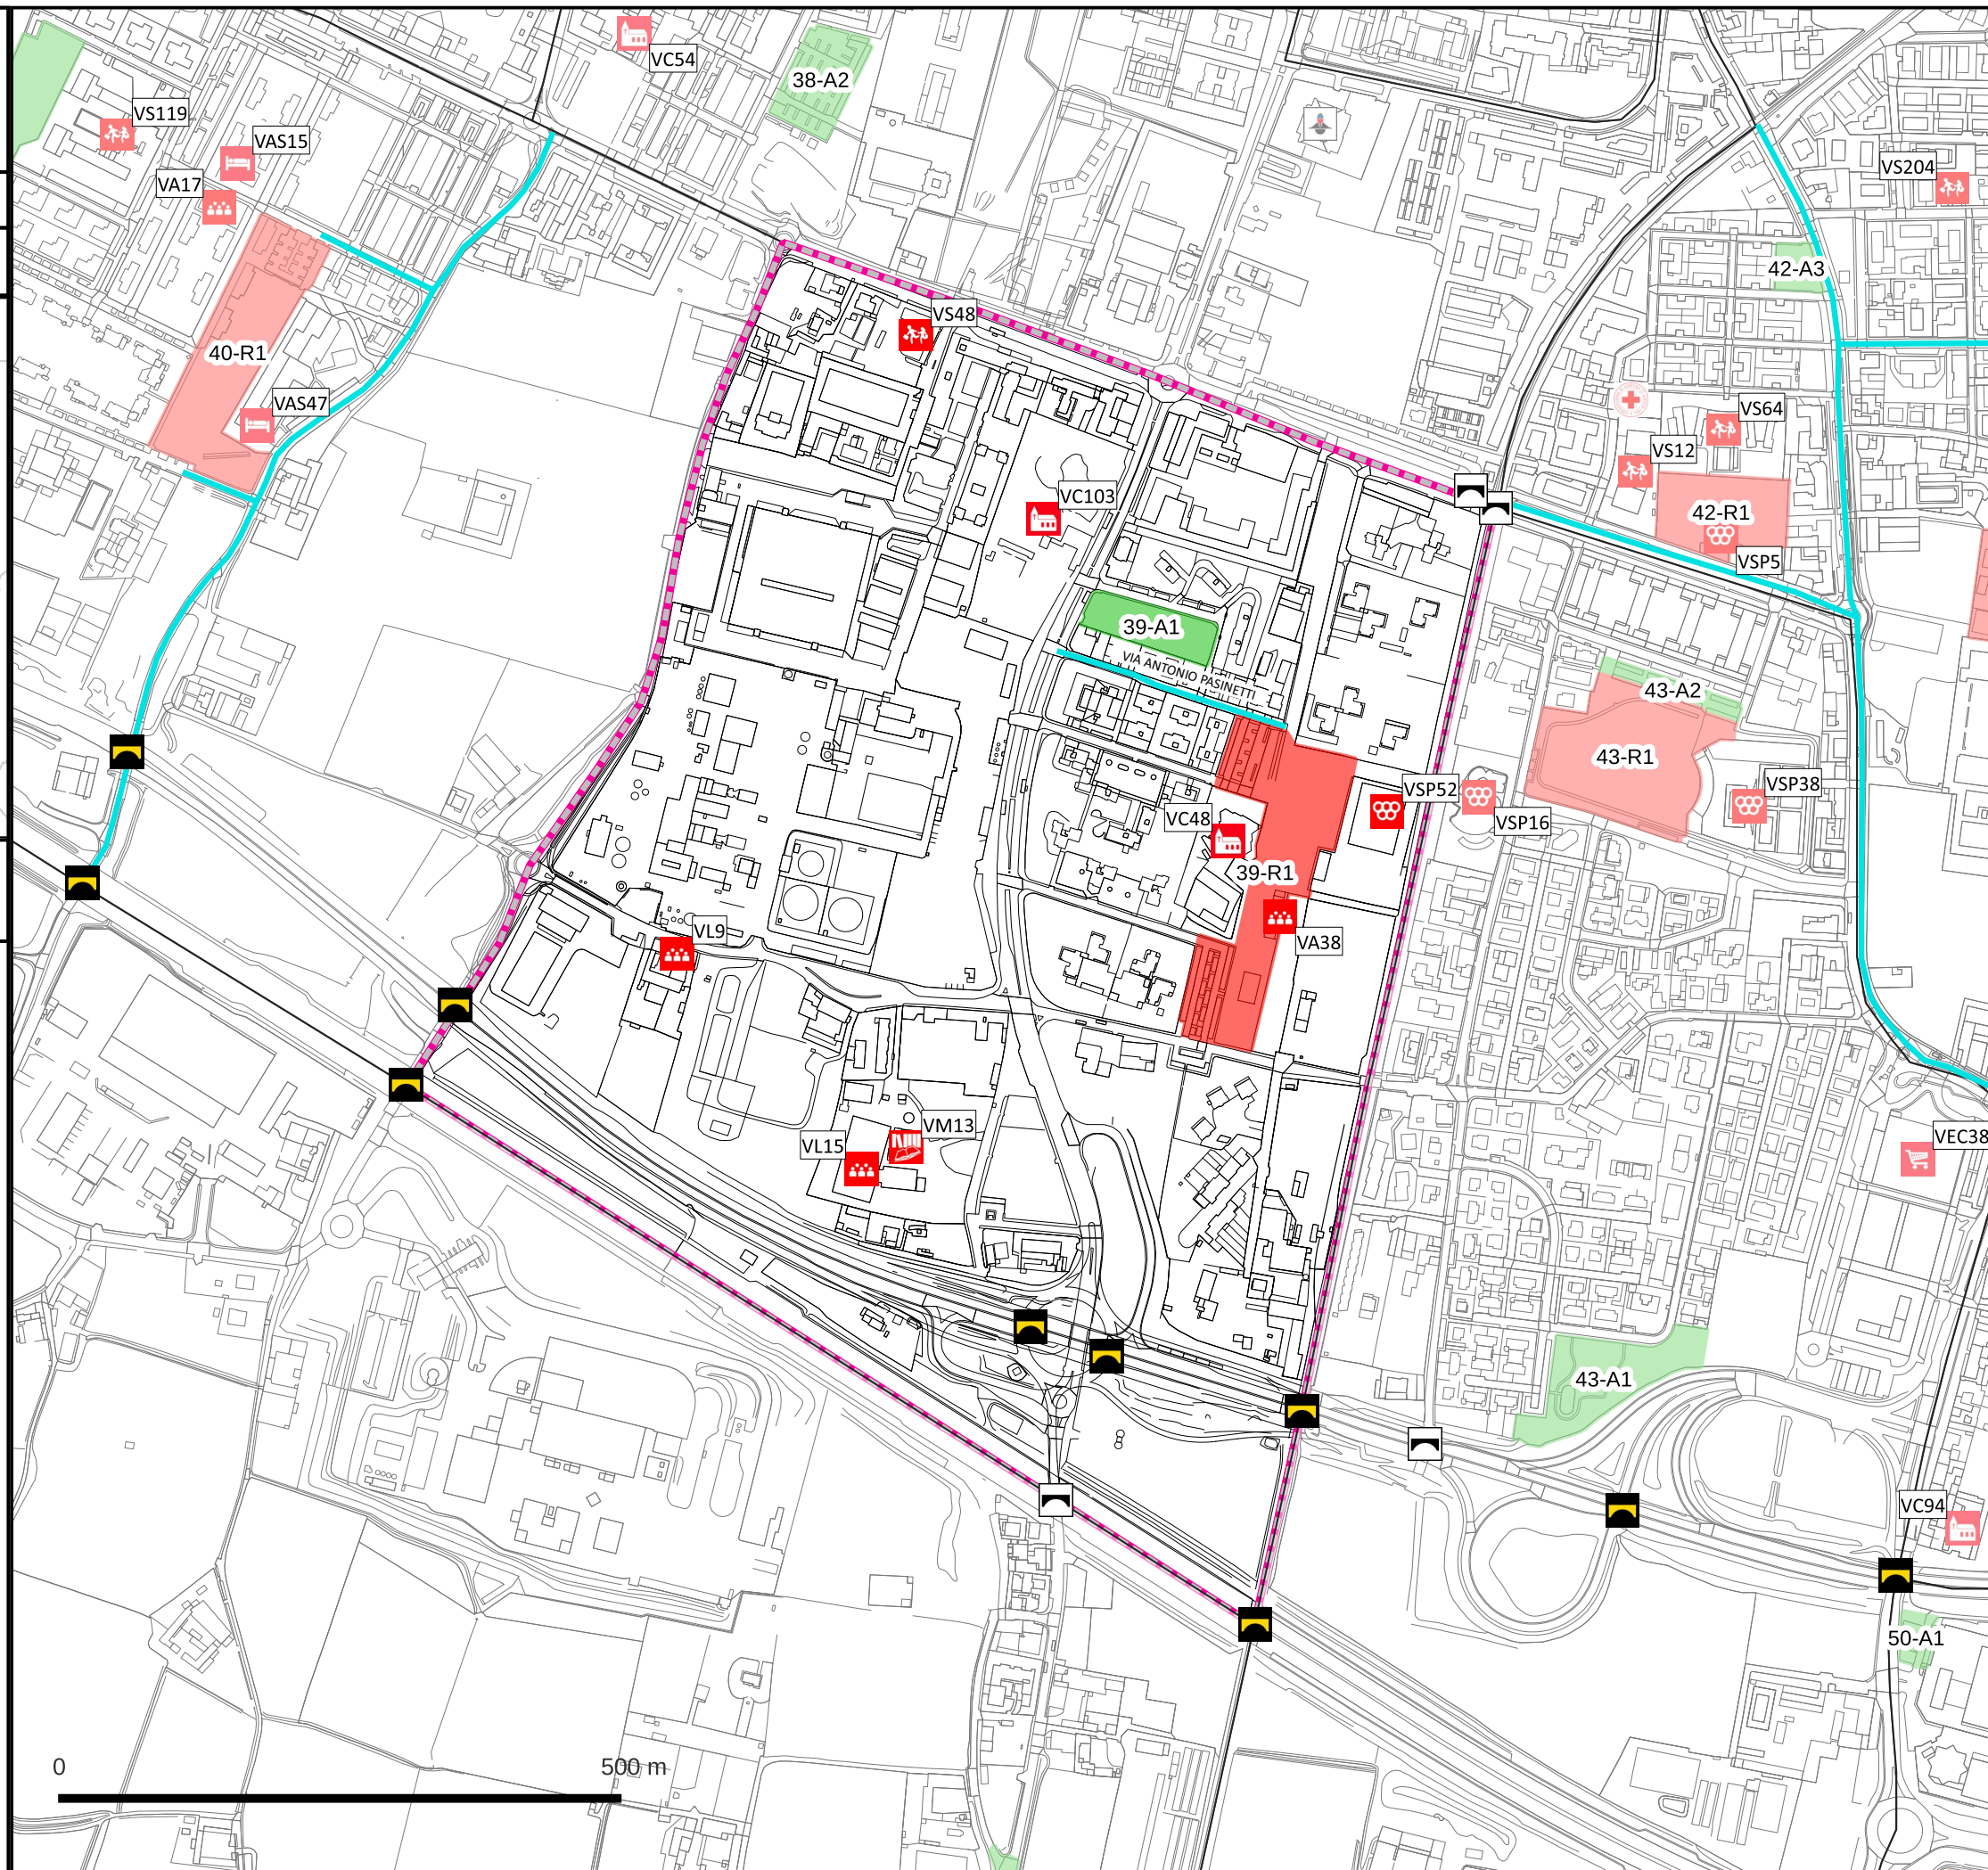 VC54
38-A2
VS119
VAS15
VA17
VS204
42-A3
VS48
40-R1
VAS47
VS64
VS12
VC103
42-R1
VSP5
39-A1
VIA ANTONIO PASINETTI
43-A2
43-R1
VSP52
VSP38
VC48
VSP16
39-R1
VL9
VA38
VM13
VL15
VEC38
43-A1
VC94
50-A1
0
500 m